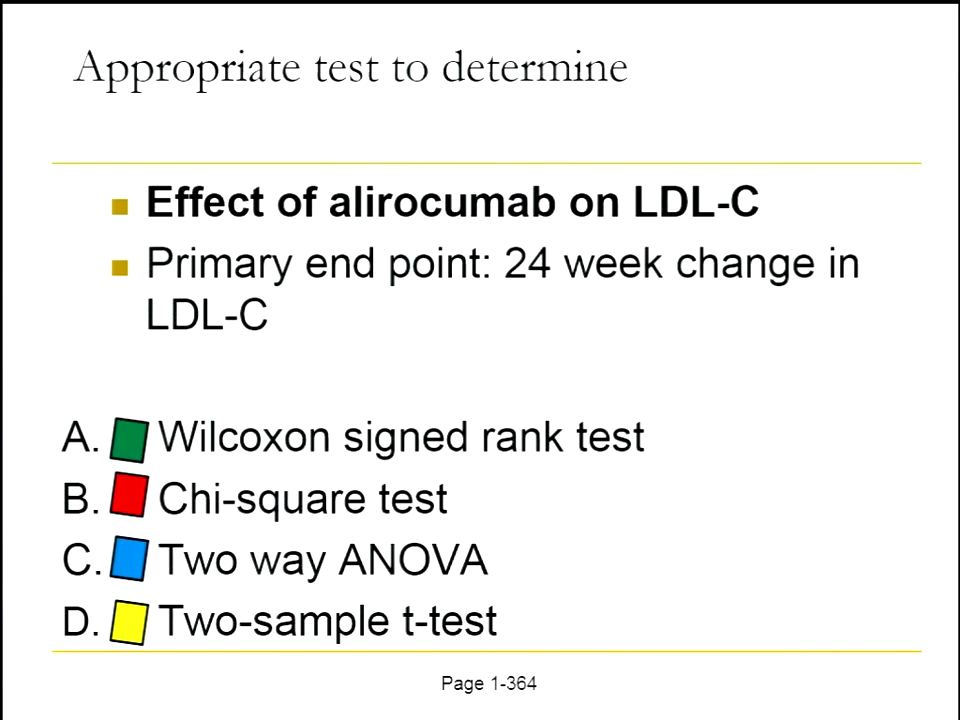 Appropriate test to determine
Effect of alirocumab on LDL-C
Primary end point: 24 week change in
LDL-C
A. Wilcoxon signed rank test
B. Chi-square test
C. Two way ANOVA
D. Two-sample t-test
Page 1-364